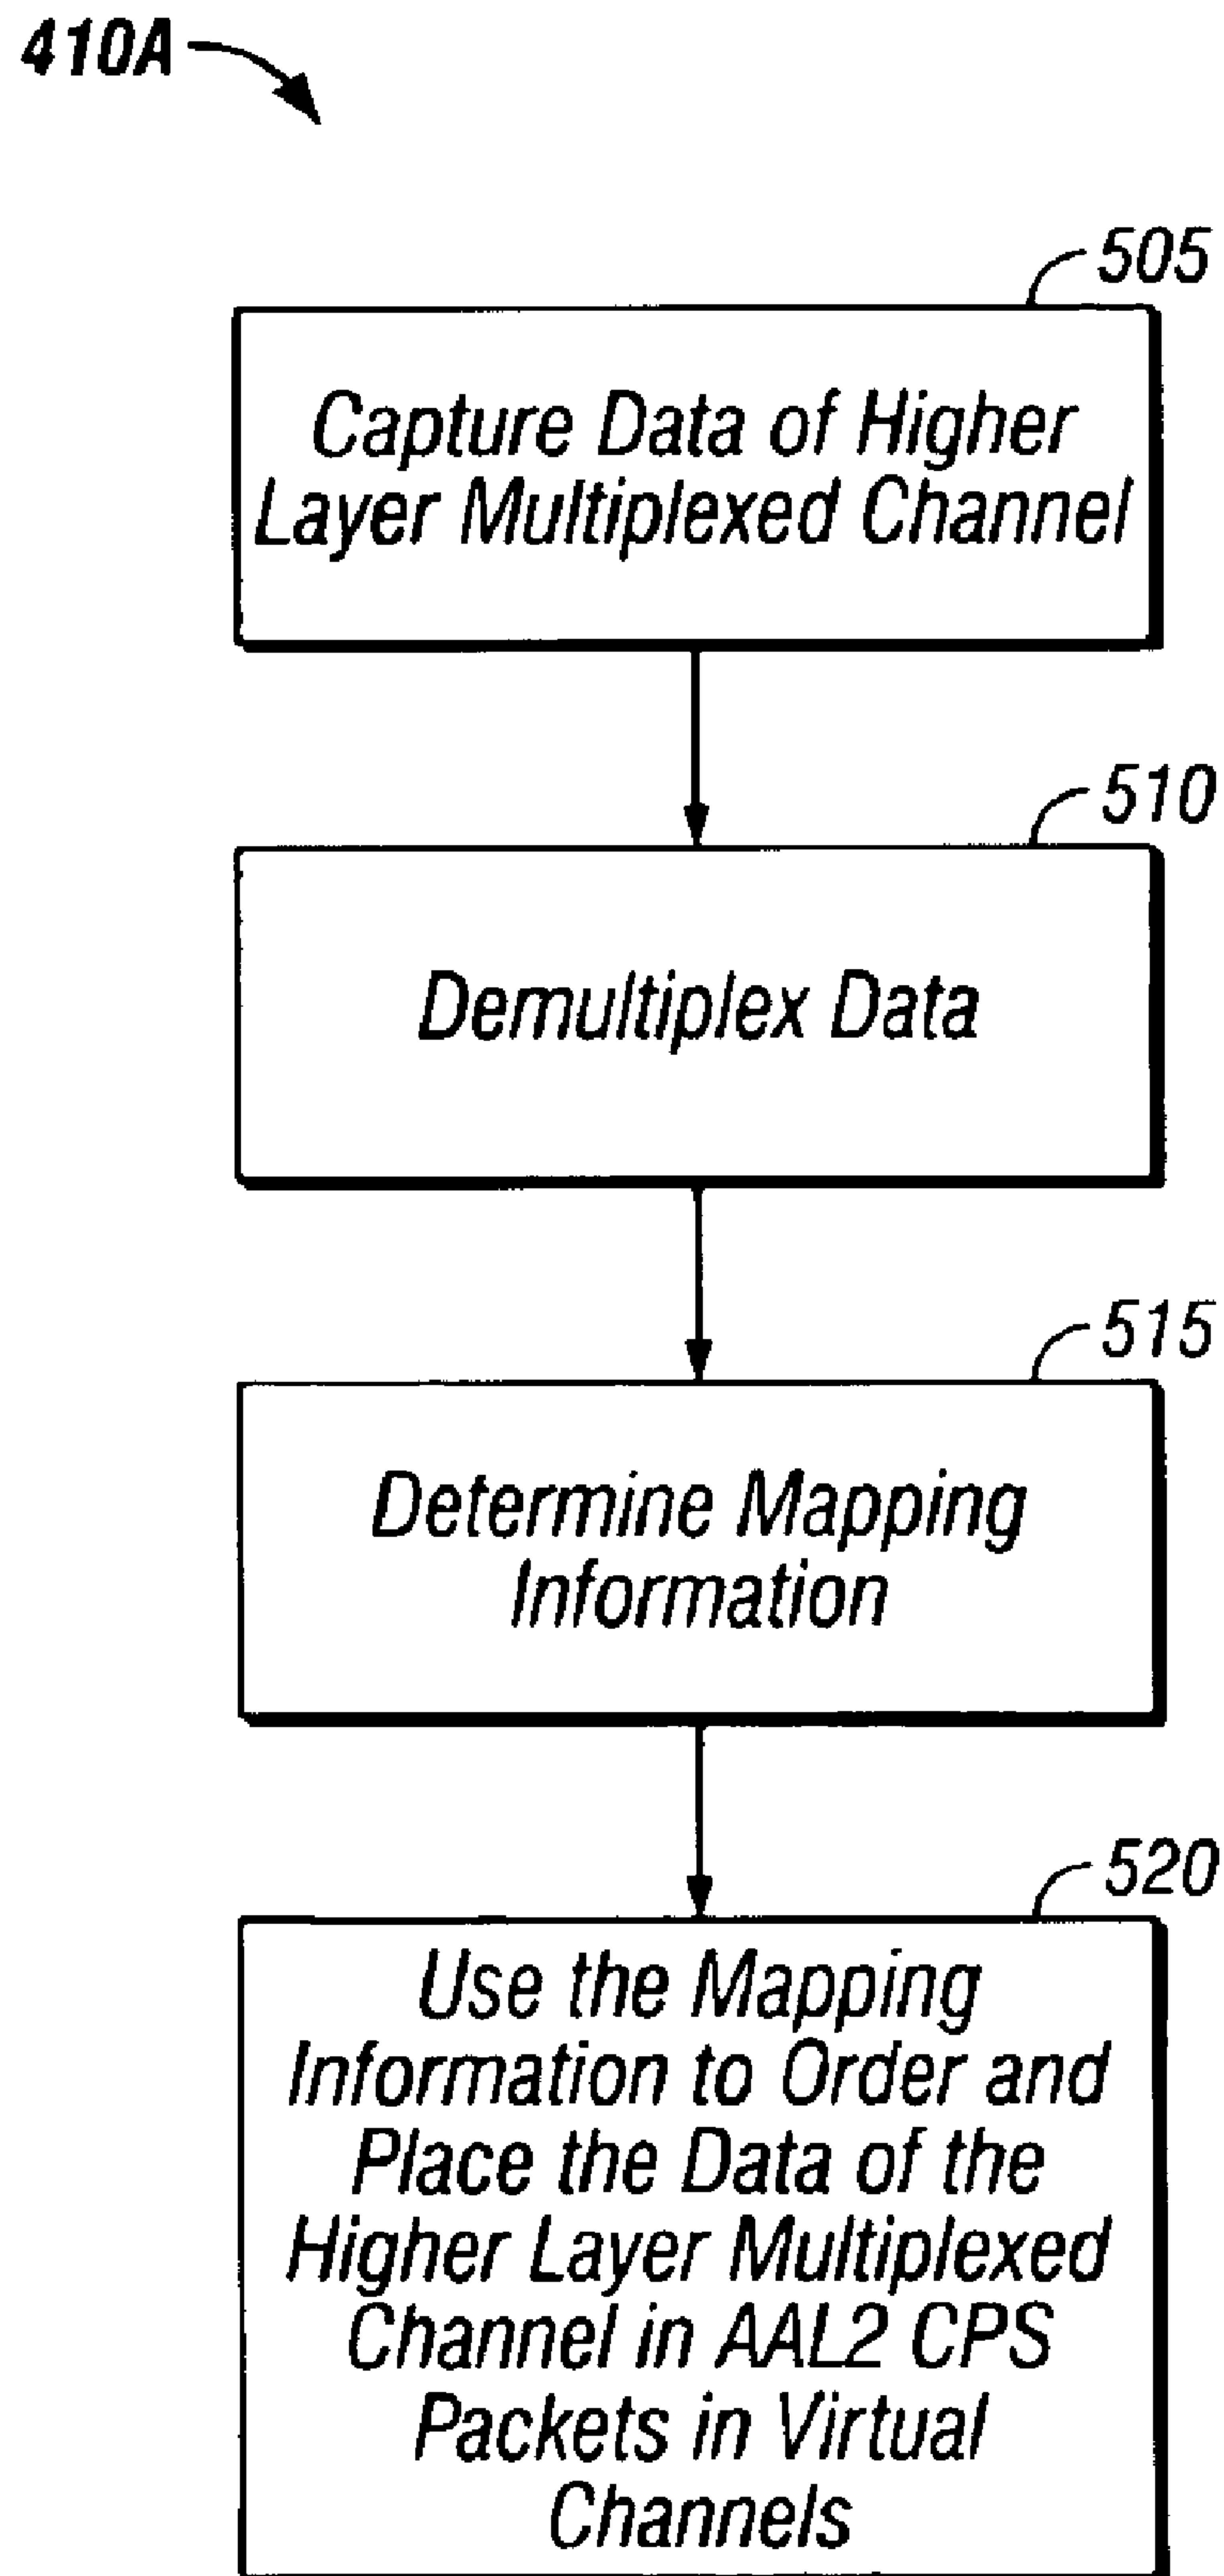 410A
505
Capture Data of Higher
Layer Multiplexed Channel
510
Demultiplex Data
515
Determine Mapping
Information
520
Use the Mapping
Information to Order and
Place the Data of the
Higher Layer Multiplexed
Channel in AAL2 CPS
Packets in Virtual
Channels